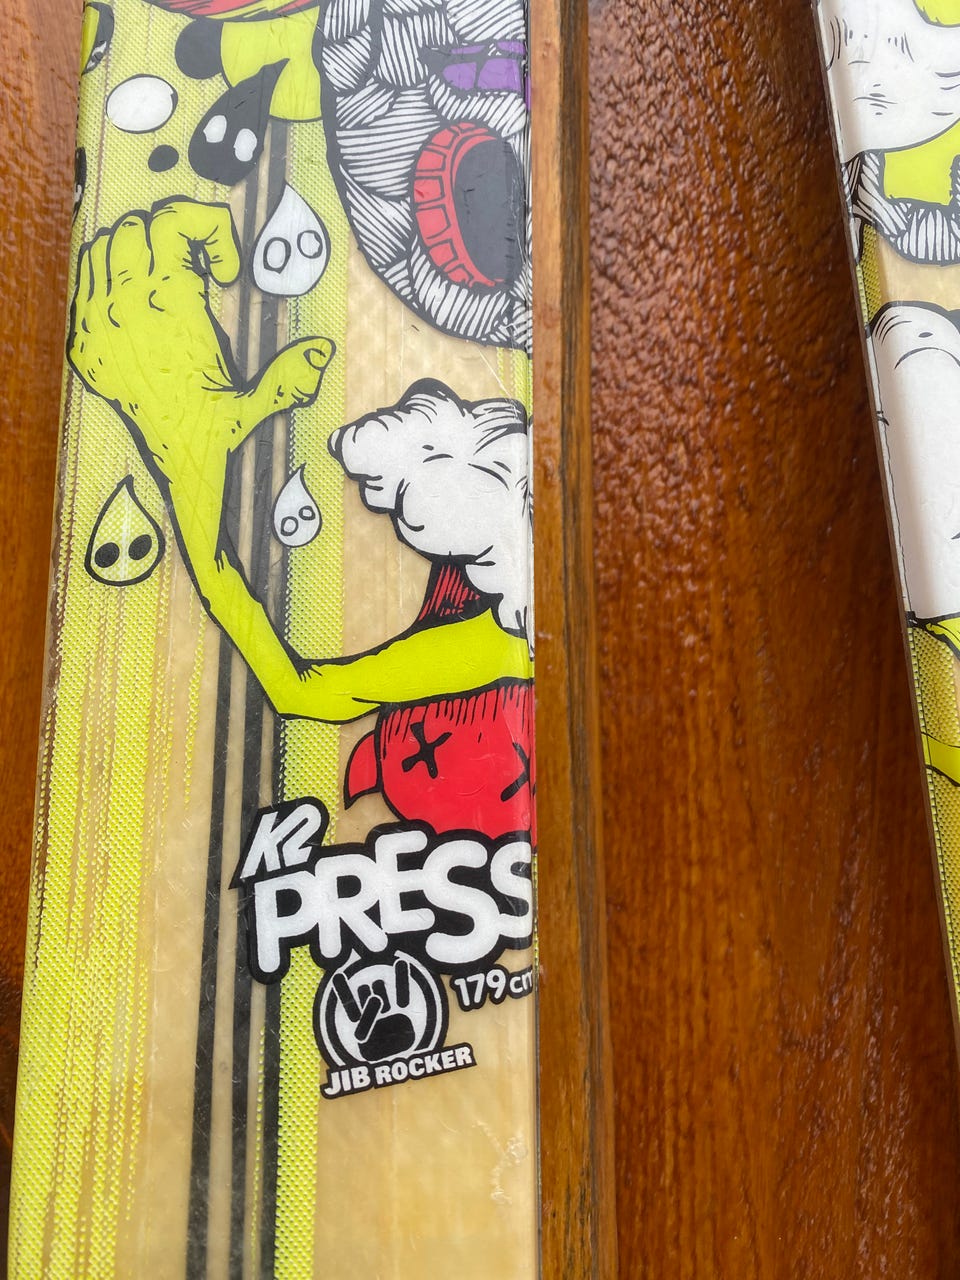 K2
PRESS
179cm
JIB ROCKER